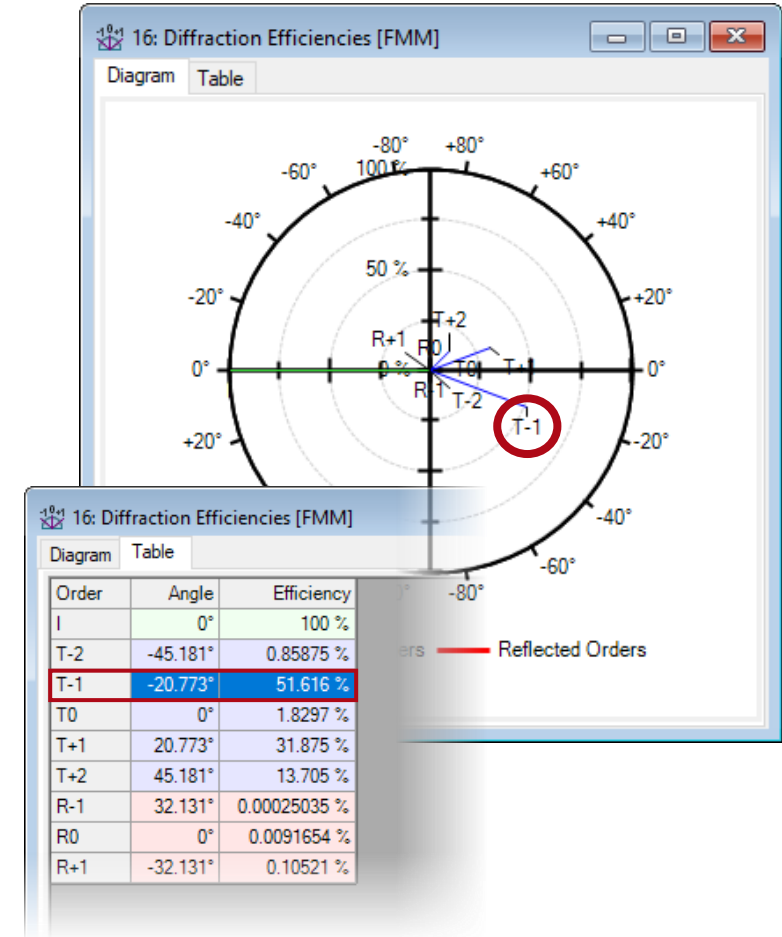 16: Diffraction Efficiencies [FMM]
Diagram Table
-80° +80°
-60° 100 % +60°
-40° +40°
50 %
-20° +20°
T+2
R+1 R0
0° 0 % T0 T+1 0°
R-1 T-2
T-1
+20° -20°
-40°
-60°
-80°
Reflected Orders
16: Diffraction Efficiencies [FMM]
Diagram Table
Order Angle Efficiency
I 0° 100 %
T-2 -45.181° 0.85875 %
T-1 -20.773° 51.616 %
T0 0° 1.8297 %
T+1 20.773° 31.875 %
T+2 45.181° 13.705 %
R-1 32.131° 0.00025035 %
R0 0° 0.0091654 %
R+1 -32.131° 0.10521 %